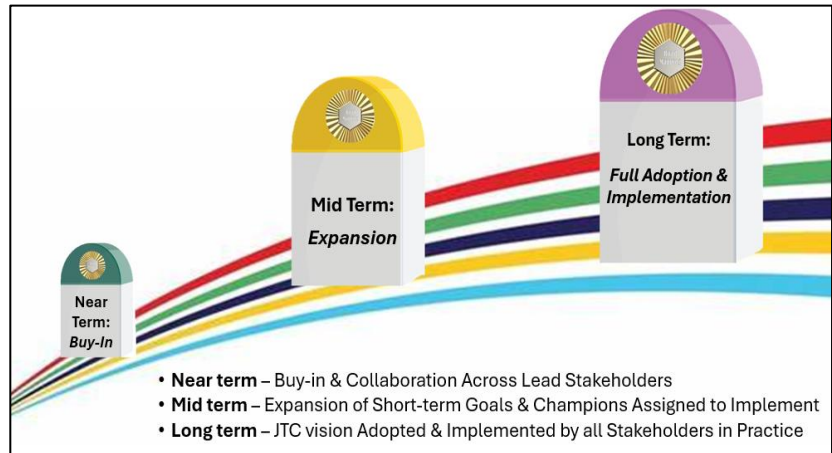 Near
Term:
Buy-In
Mid Term:
Expansion
Long Term:
Full Adoption &
Implementation
• Near term – Buy-in & Collaboration Across Lead Stakeholders
• Mid term – Expansion of Short-term Goals & Champions Assigned to Implement
• Long term – JTC vision Adopted & Implemented by all Stakeholders in Practice